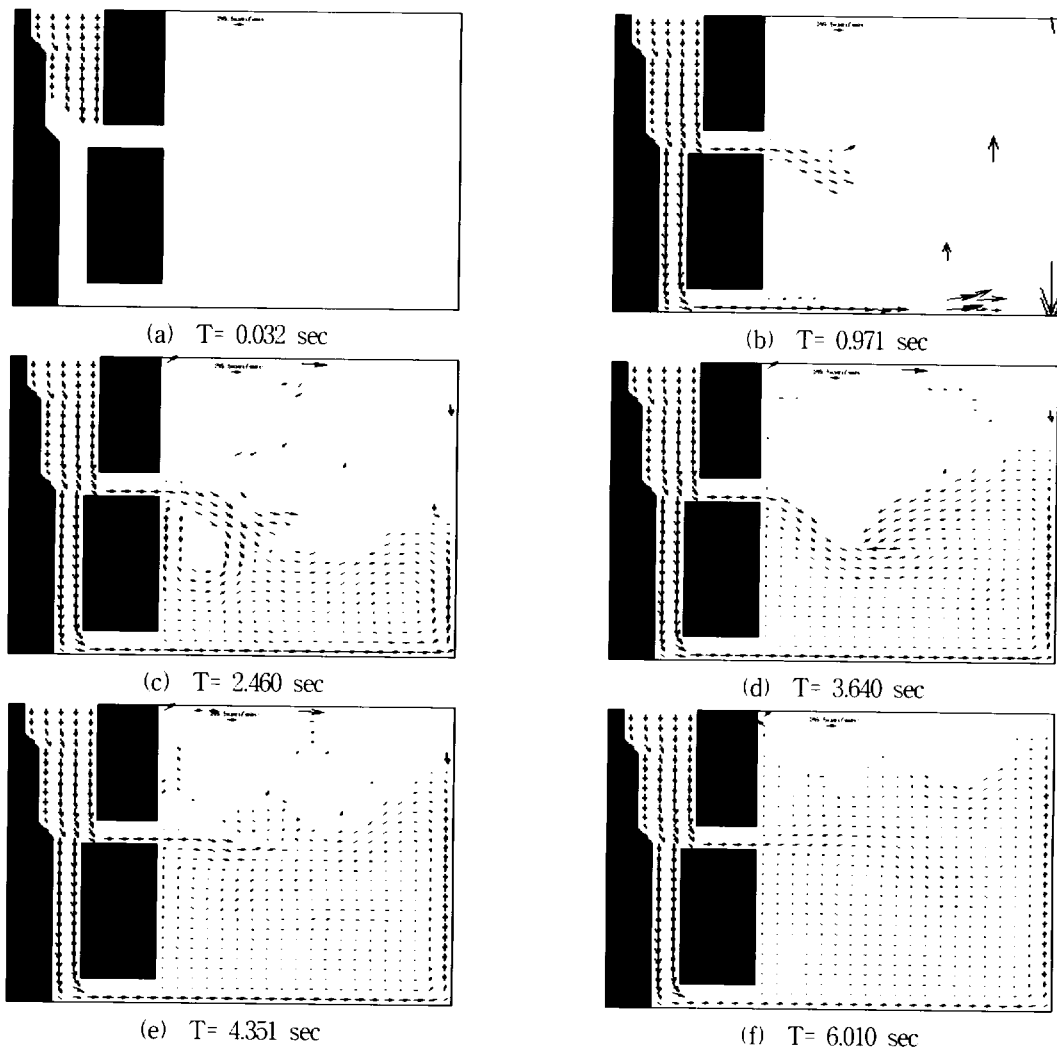 (a) T= 0.032 sec
(b) T= 0.971 sec
(c) T= 2.460 sec
(d) T= 3.640 sec
(e) T= 4.351 sec
(f) T= 6.010 sec